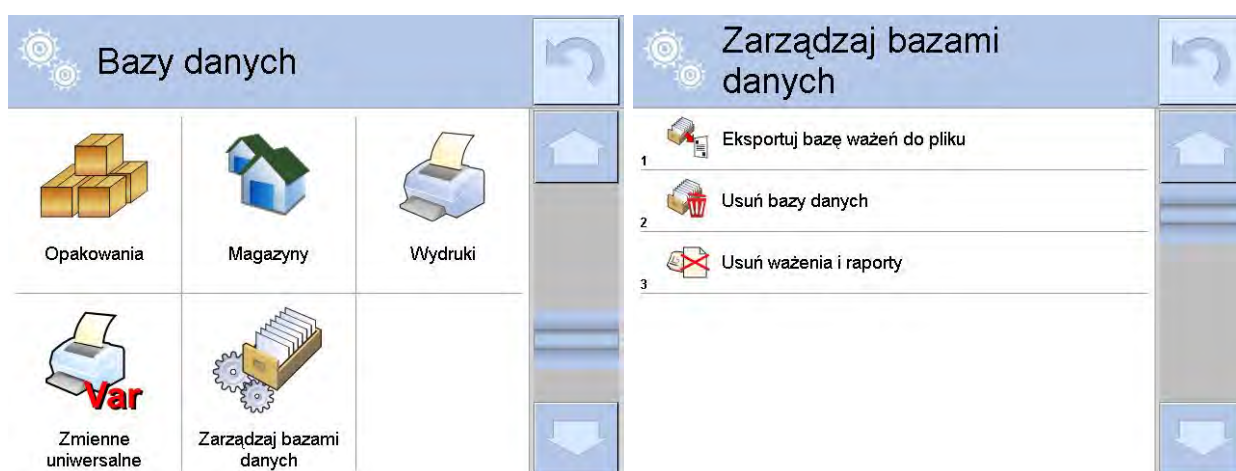 Bazy danych
Opakowania
Magazyny
Wydruki
Var
Zmienne
uniwersalne
Zarządzaj bazami
danych
Zarządzaj bazami
danych
1 Eksportuj bazę ważeń do pliku
2 Usuń bazy danych
3 Usuń ważenia i raporty